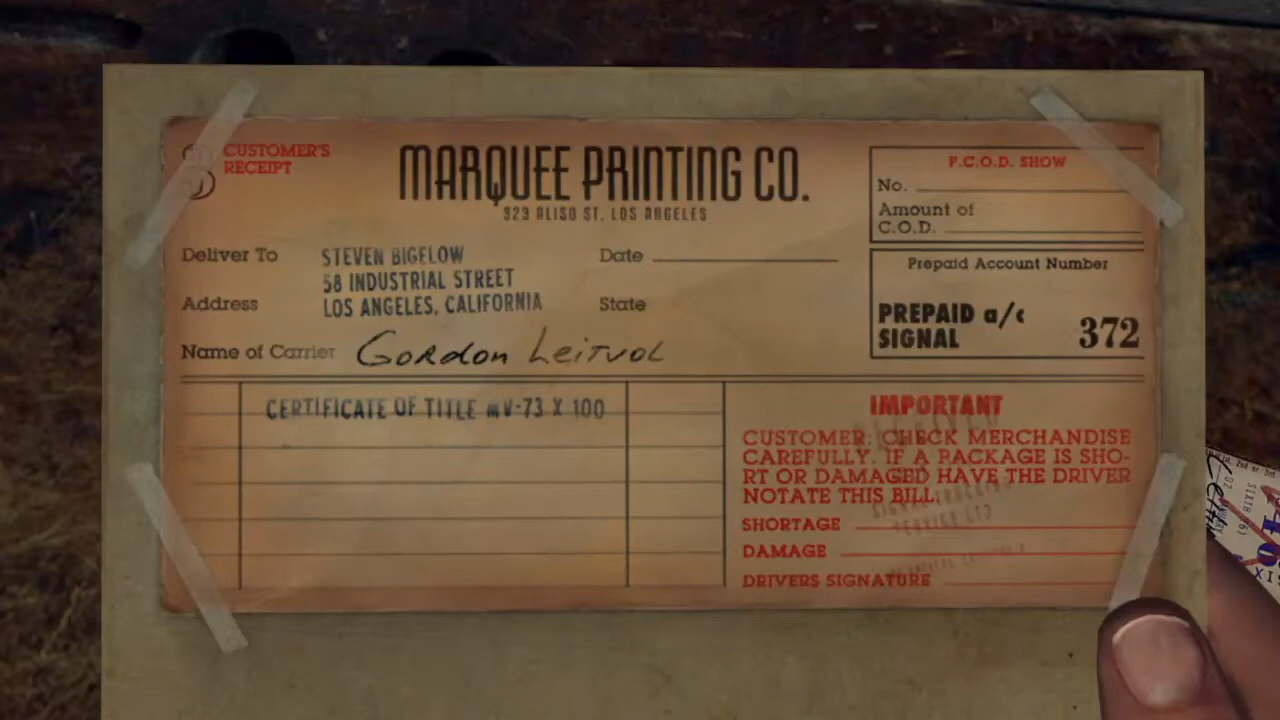 CUSTOMER'S
RECEIPT
MARQUEE PRINTING CO.
923 ALISO ST, LOS ANGELES
F.C.O.D. SHOW
No.
Amount of
C.O.D.
Deliver To STEVEN BIGELOW
58 INDUSTRIAL STREET
Address LOS ANGELES, CALIFORNIA
Date
State
Prepaid Account Number
PREPAID a/c
SIGNAL 372
Name of Carrier Gordon Leitvol
CERTIFICATE OF TITLE MV-73 X 100
IMPORTANT
CUSTOMER: CHECK MERCHANDISE
CAREFULLY. IF A PACKAGE IS SHO-
RT OR DAMAGED HAVE THE DRIVER
NOTATE THIS BILL.
SHORTAGE
DAMAGE
DRIVERS SIGNATURE